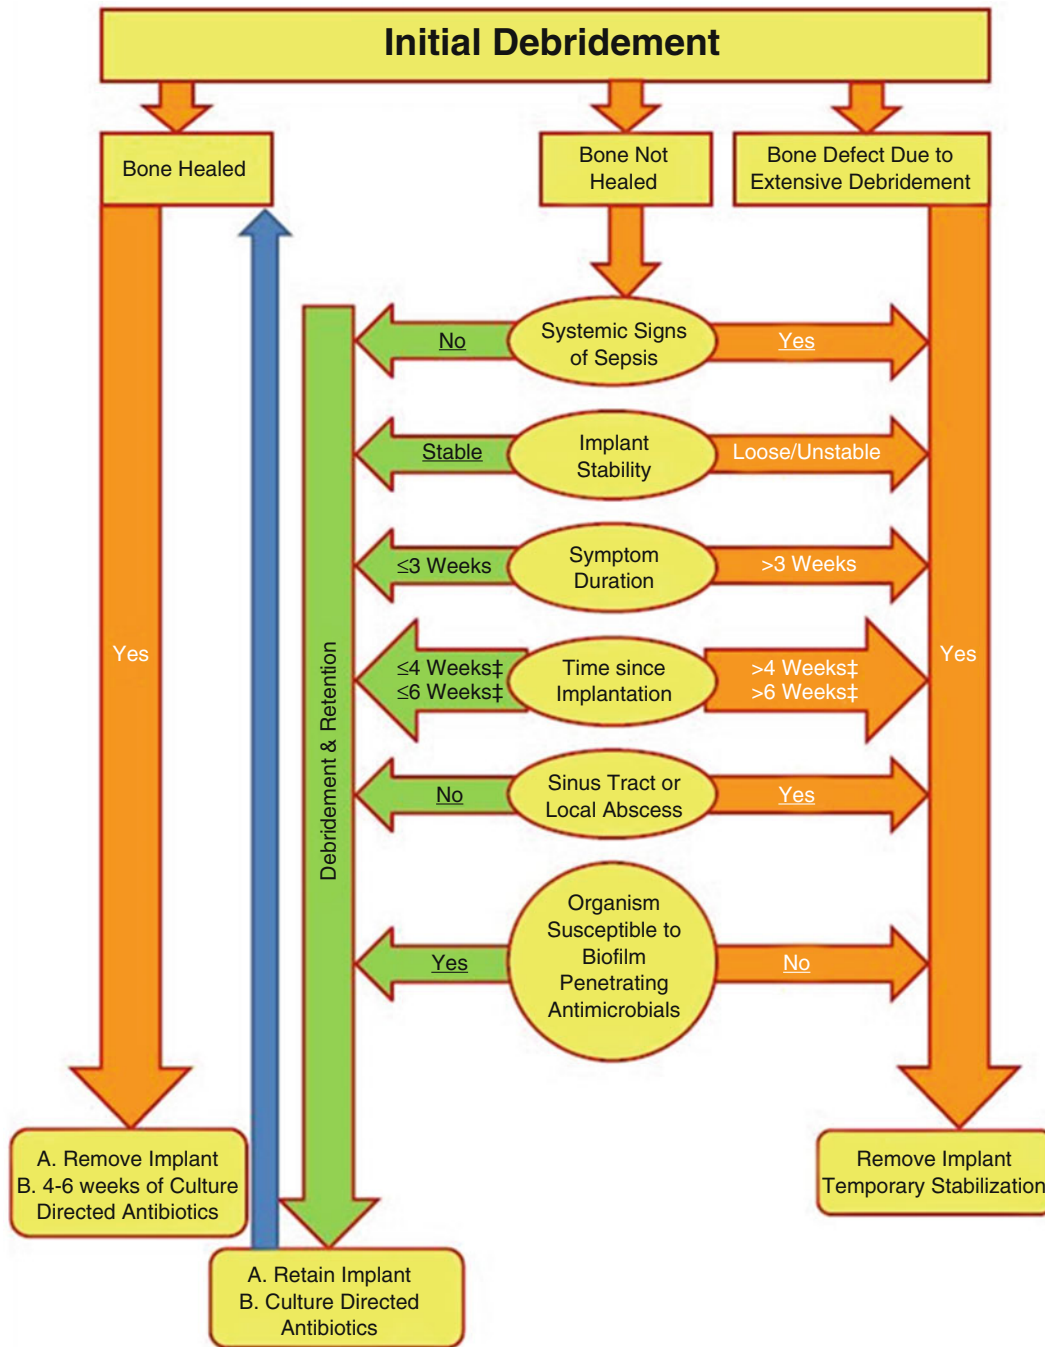 Initial Debridement
Bone Healed
Bone Not
Healed
Bone Defect Due to
Extensive Debridement
Systemic Signs
of Sepsis
No
Yes
Implant
Stability
Stable
Loose/Unstable
Symptom
Duration
≤3 Weeks
>3 Weeks
Time since
Implantation
≤4 Weeks‡
≤6 Weeks‡
>4 Weeks‡
>6 Weeks‡
Yes
Yes
Debridement & Retention
Sinus Tract or
Local Abscess
No
Yes
Organism
Susceptible to
Biofilm
Penetrating
Antimicrobials
Yes
No
A. Remove Implant
B. 4-6 weeks of Culture
Directed Antibiotics
Remove Implant
Temporary Stabilization
A. Retain Implant
B. Culture Directed
Antibiotics